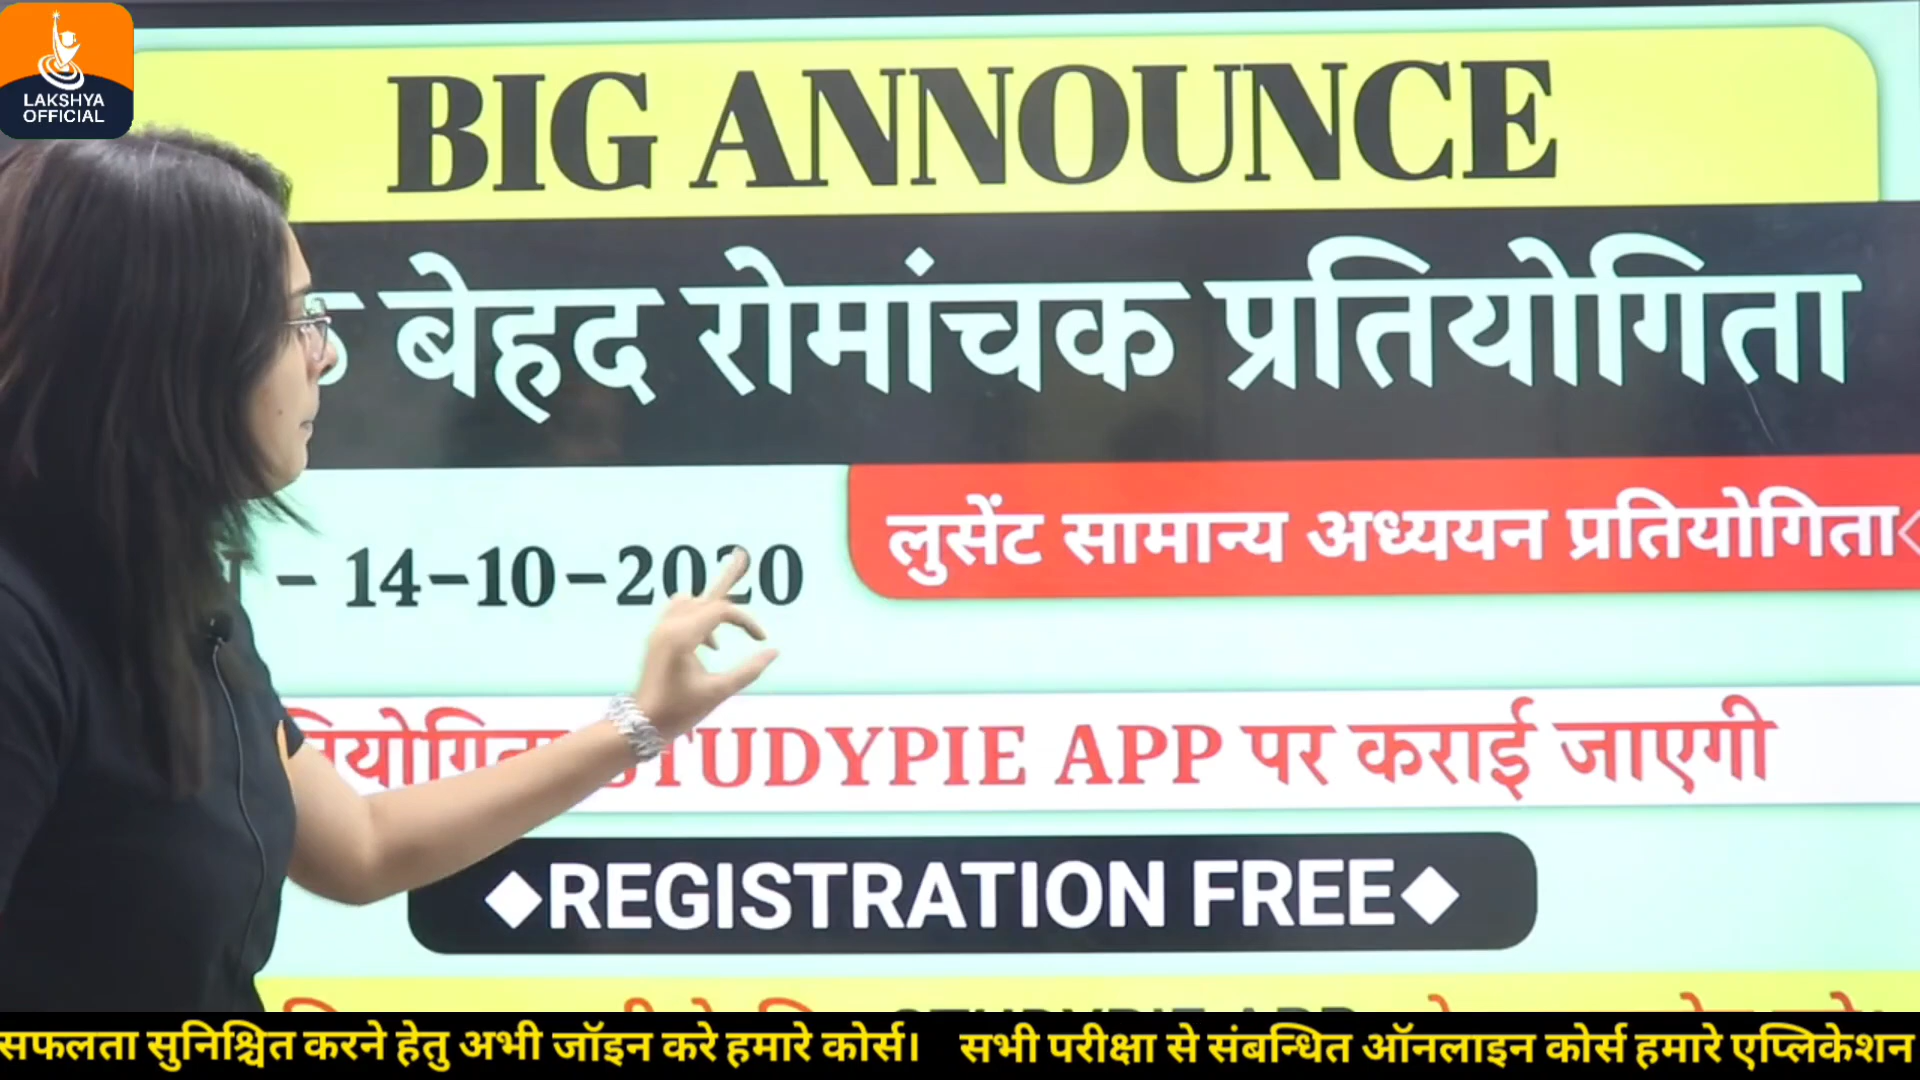 LAKSHYA
OFFICIAL
BIG ANNOUNCE
बेहद रोमांचक प्रतियोगिता
लुसेंट सामान्य अध्ययन प्रतियोगिता
- 14-10-2020
STUDYPIE APP पर कराई जाएगी
◆REGISTRATION FREE◆
सफलता सुनिश्चित करने हेतु अभी जॉइन करे हमारे कोर्स। सभी परीक्षा से संबन्धित ऑनलाइन कोर्स हमारे एप्लिकेशन